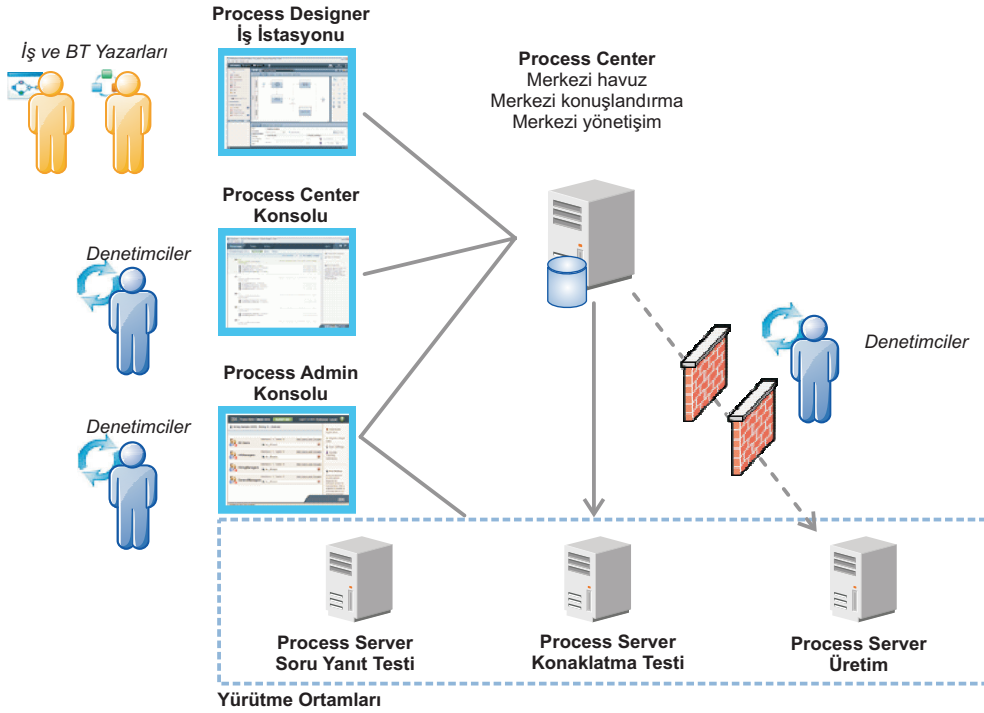 Process Designer
İş İstasyonu
İş ve BT Yazarları
Process Center
Merkezi havuz
Merkezi konuşlandırma
Merkezi yönetişim
Process Center
Konsolu
Denetimciler
Denetimciler
Process Admin
Konsolu
Denetimciler
Process Server
Soru Yanıt Testi
Process Server
Konaklatma Testi
Process Server
Üretim
Yürütme Ortamları